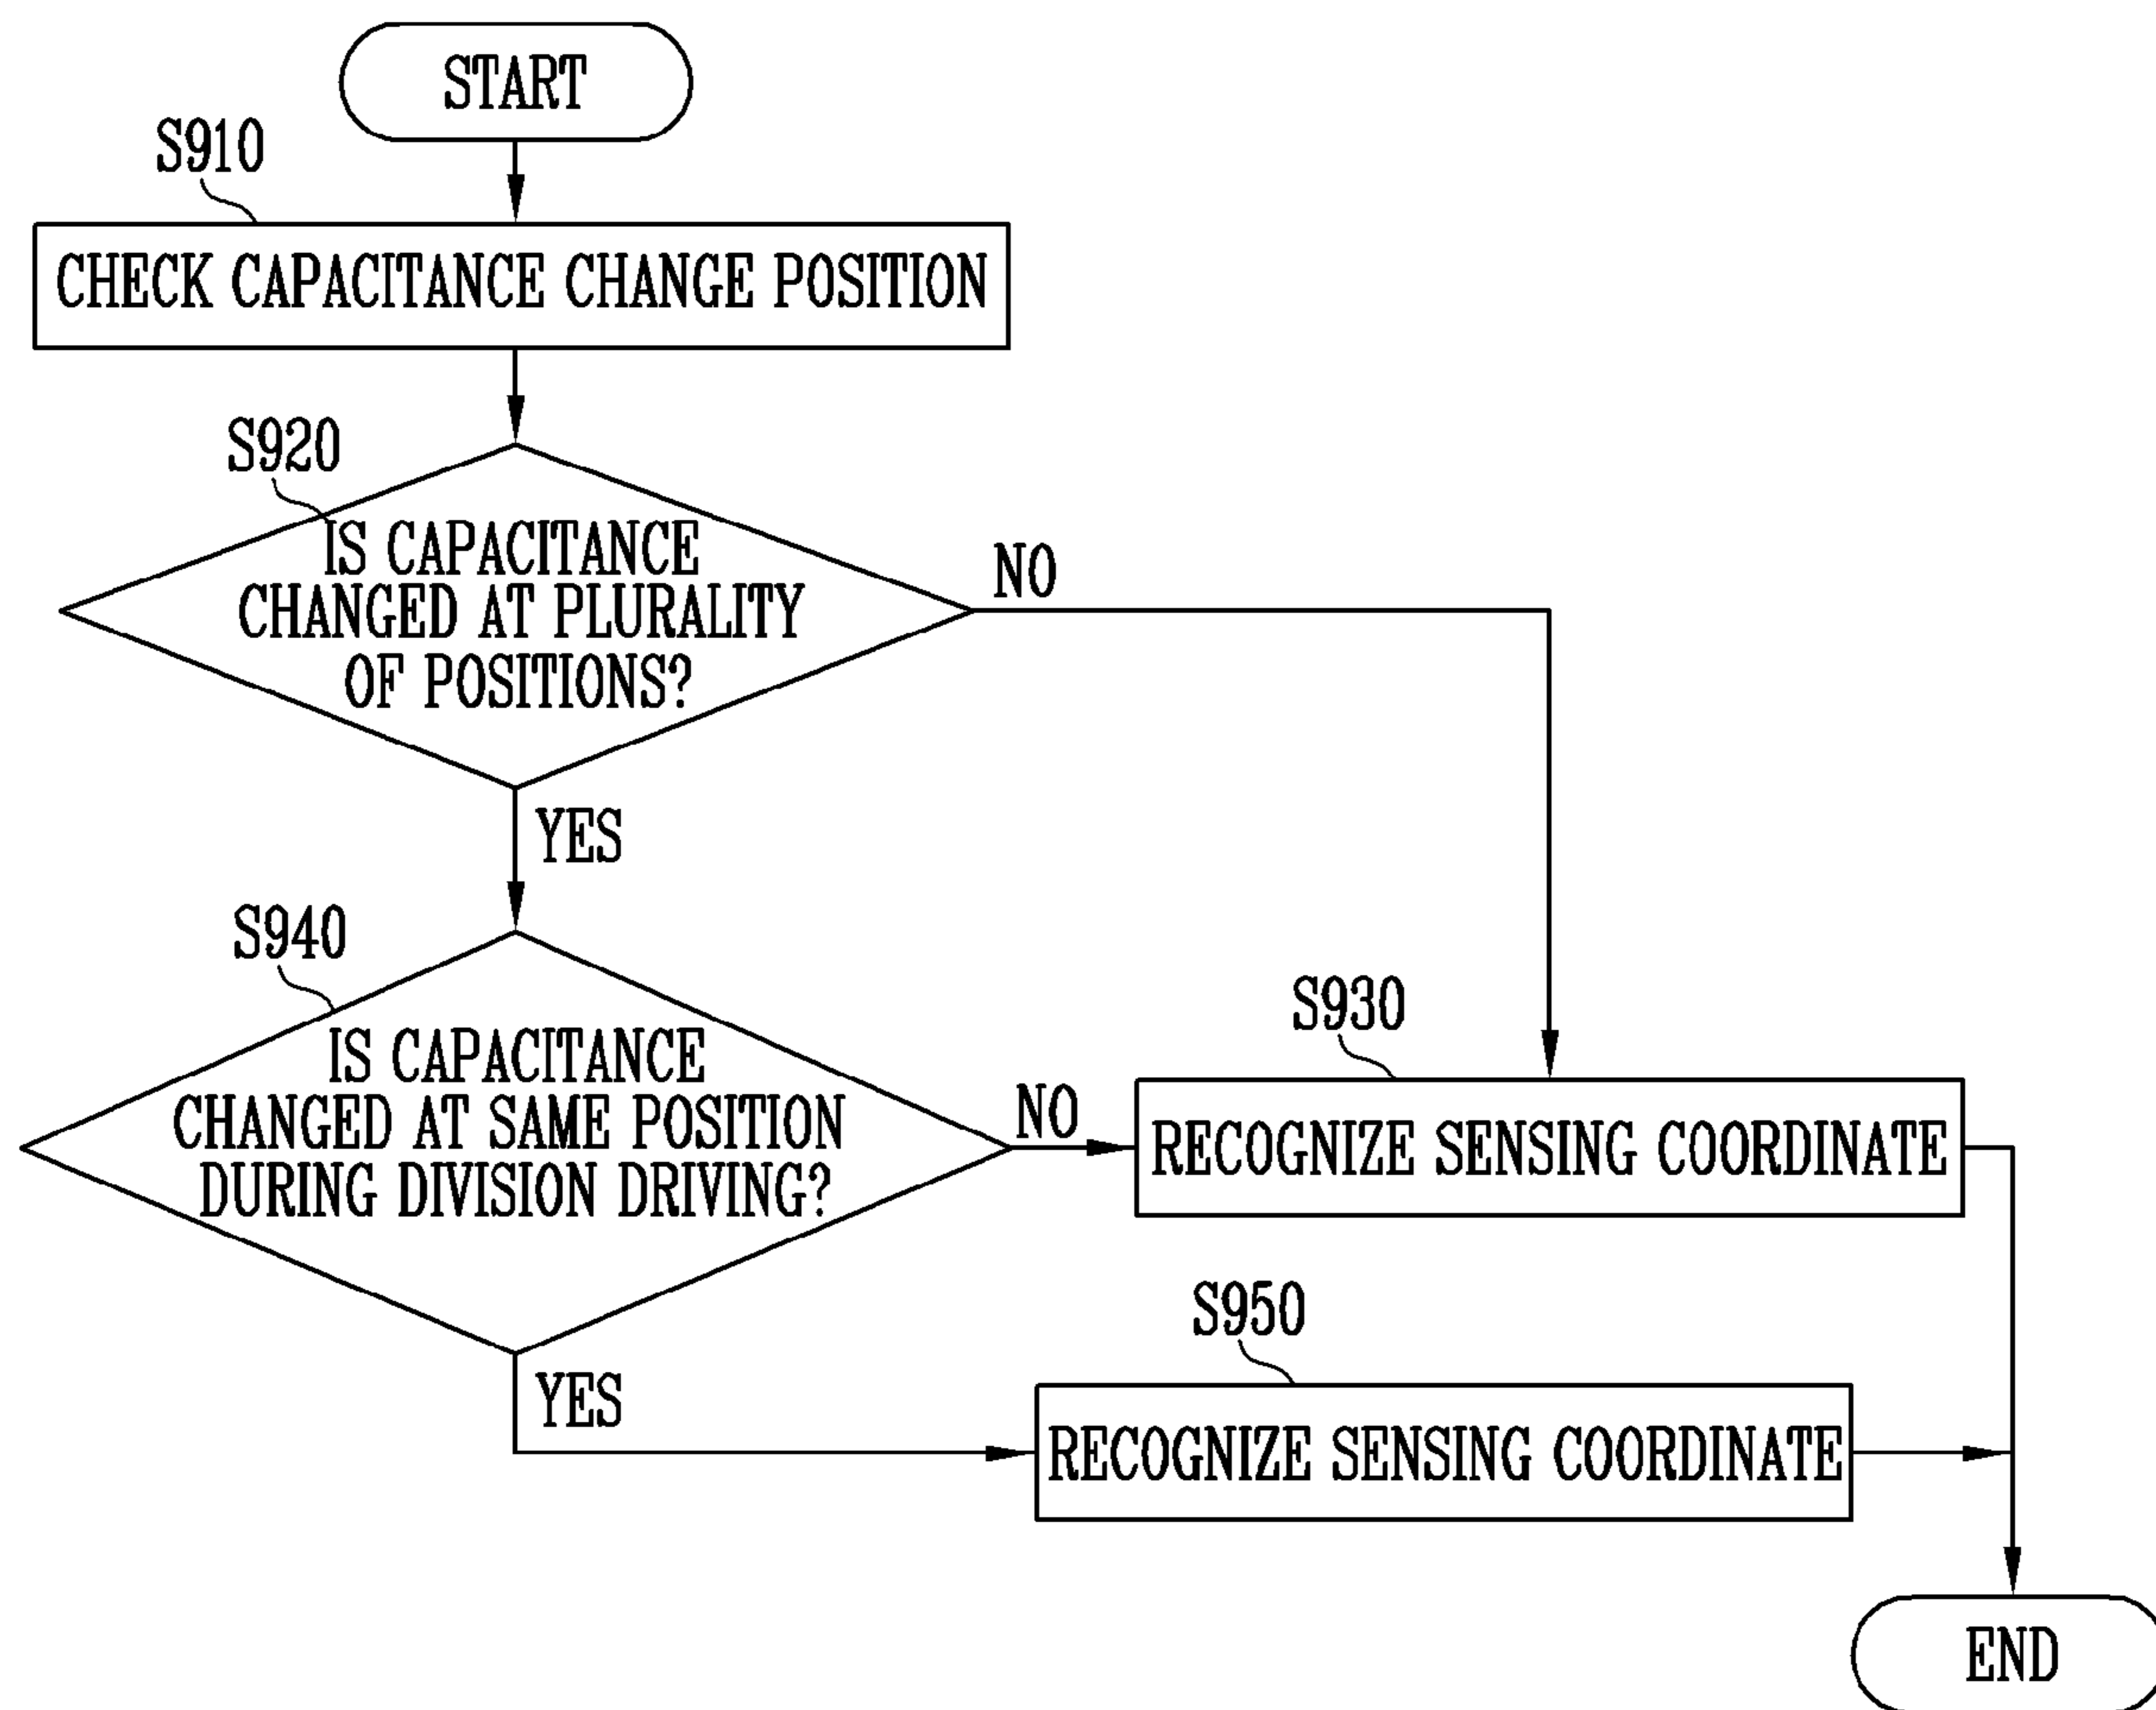 START
S910
CHECK CAPACITANCE CHANGE POSITION
S920
IS CAPACITANCE
CHANGED AT PLURALITY
OF POSITIONS?
NO
YES
S940
IS CAPACITANCE
CHANGED AT SAME POSITION
DURING DIVISION DRIVING?
NO
S930
RECOGNIZE SENSING COORDINATE
YES
S950
RECOGNIZE SENSING COORDINATE
END